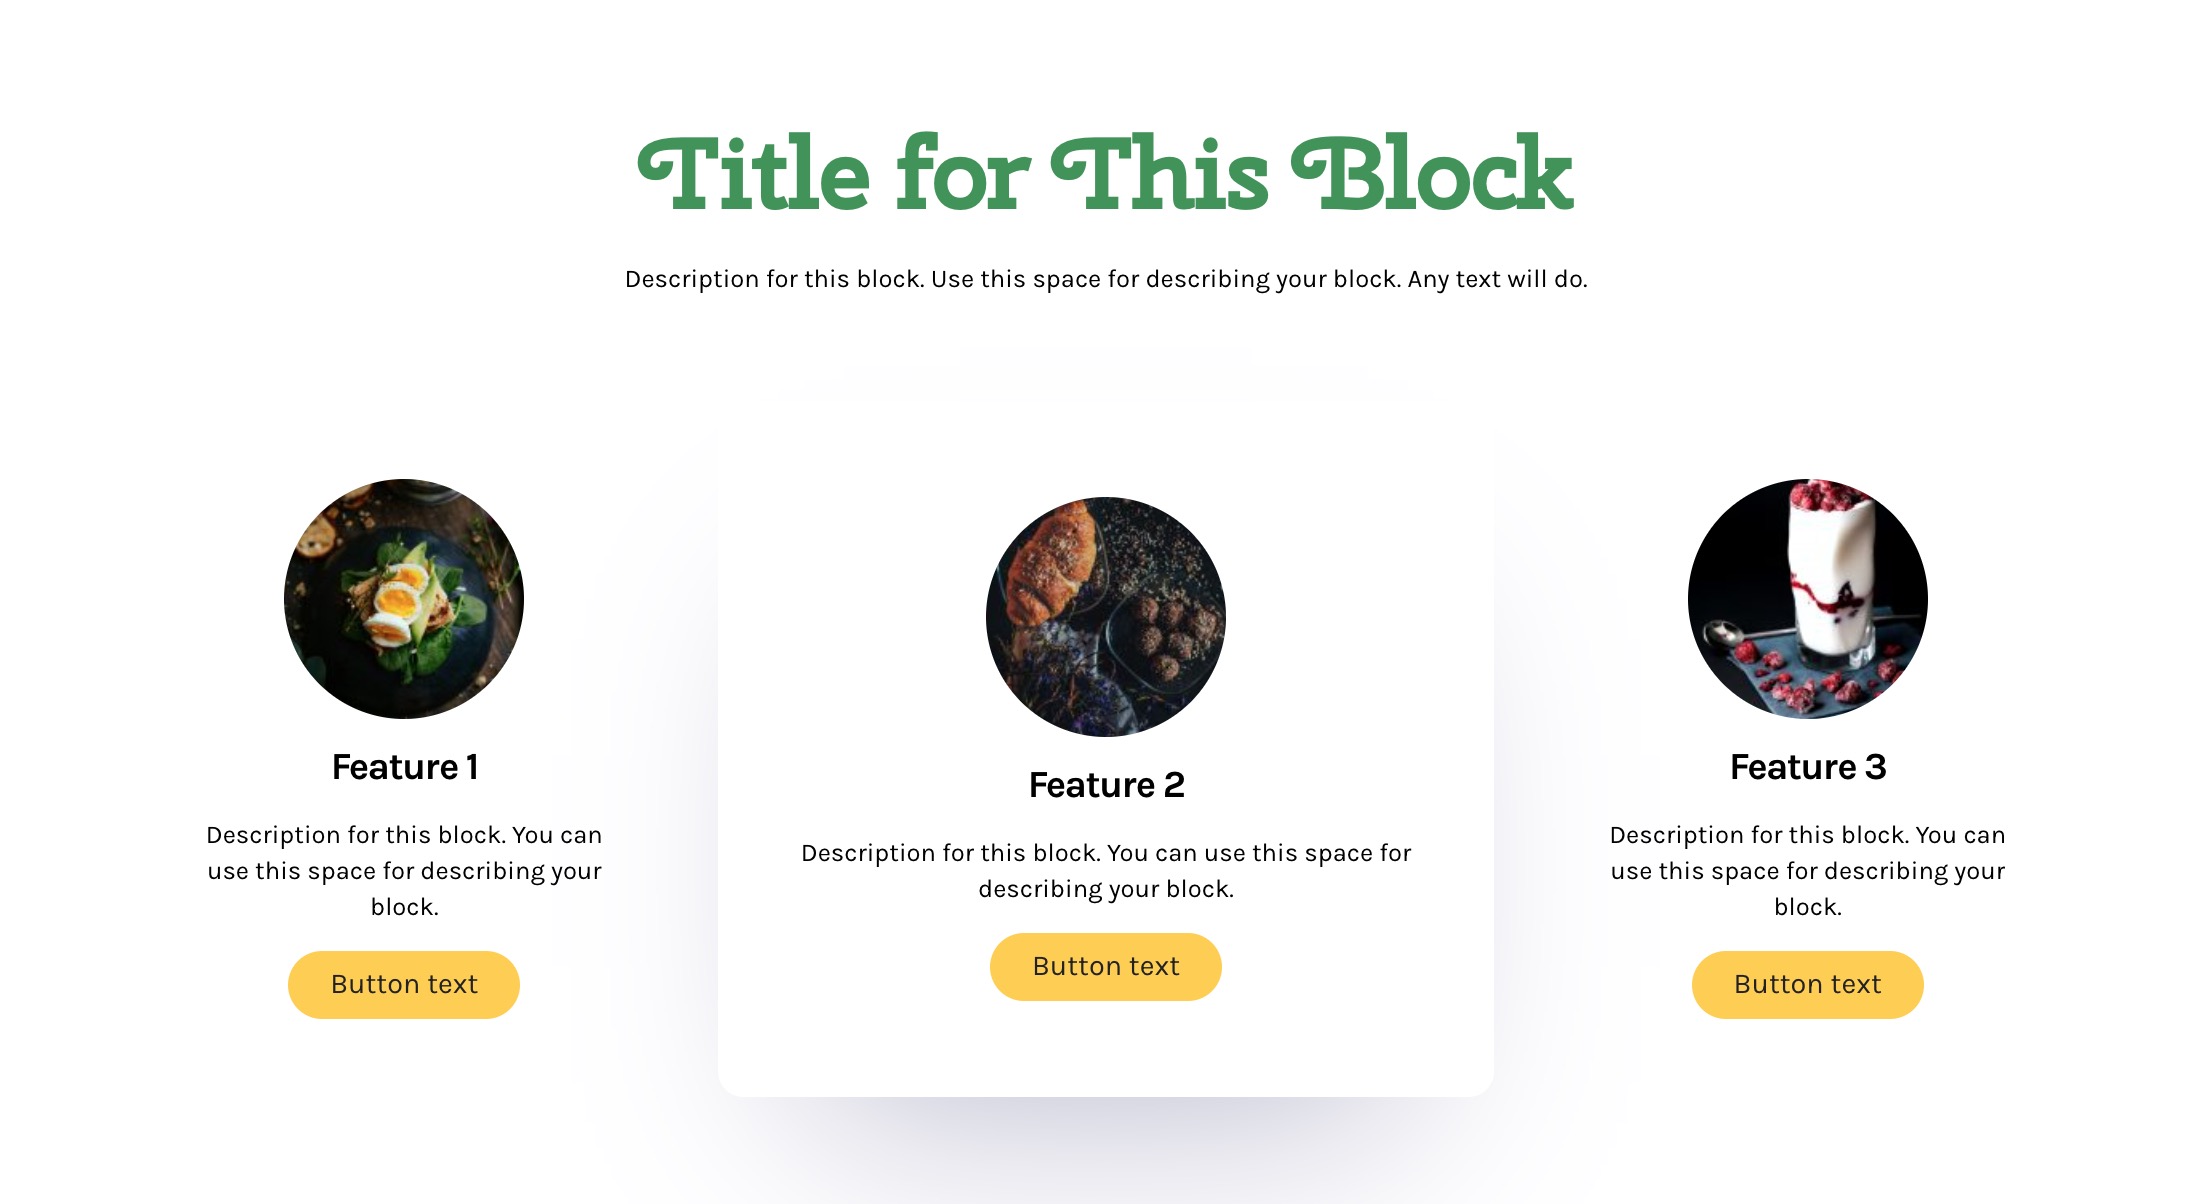 Title for This Block
Description for this block. Use this space for describing your block. Any text will do.
Feature 1
Description for this block. You can
use this space for describing your
block.
Button text
Feature 2
Description for this block. You can use this space for
describing your block.
Button text
Feature 3
Description for this block. You can
use this space for describing your
block.
Button text